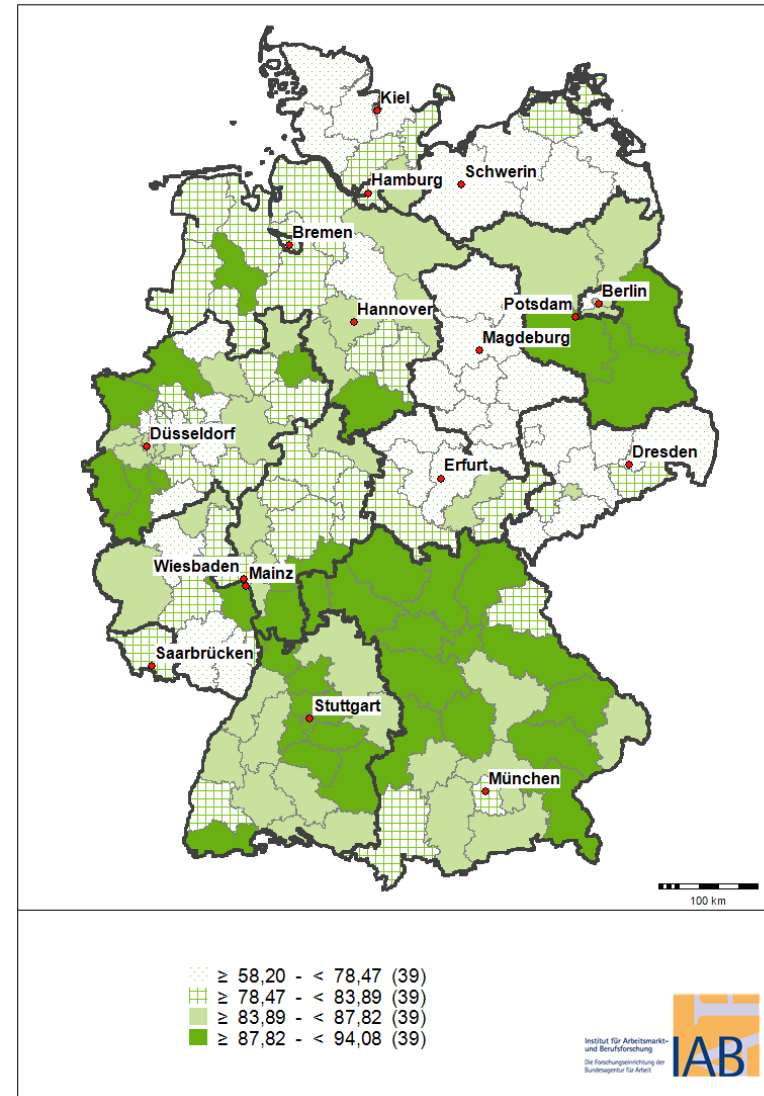 Kiel
Schwerin
Hamburg
Bremen
Berlin
Potsdam
Hannover
Magdeburg
Düsseldorf
Dresden
Erfurt
Wiesbaden
Mainz
Saarbrücken
Stuttgart
München
100 km
≥ 58,20 - < 78,47 (39)
≥ 78,47 - < 83,89 (39)
≥ 83,89 - < 87,82 (39)
≥ 87,82 - < 94,08 (39)
Institut für Arbeitsmarkt-
und Berufsforschung
Die Forschungseinrichtung der
Bundesagentur für Arbeit
IAB